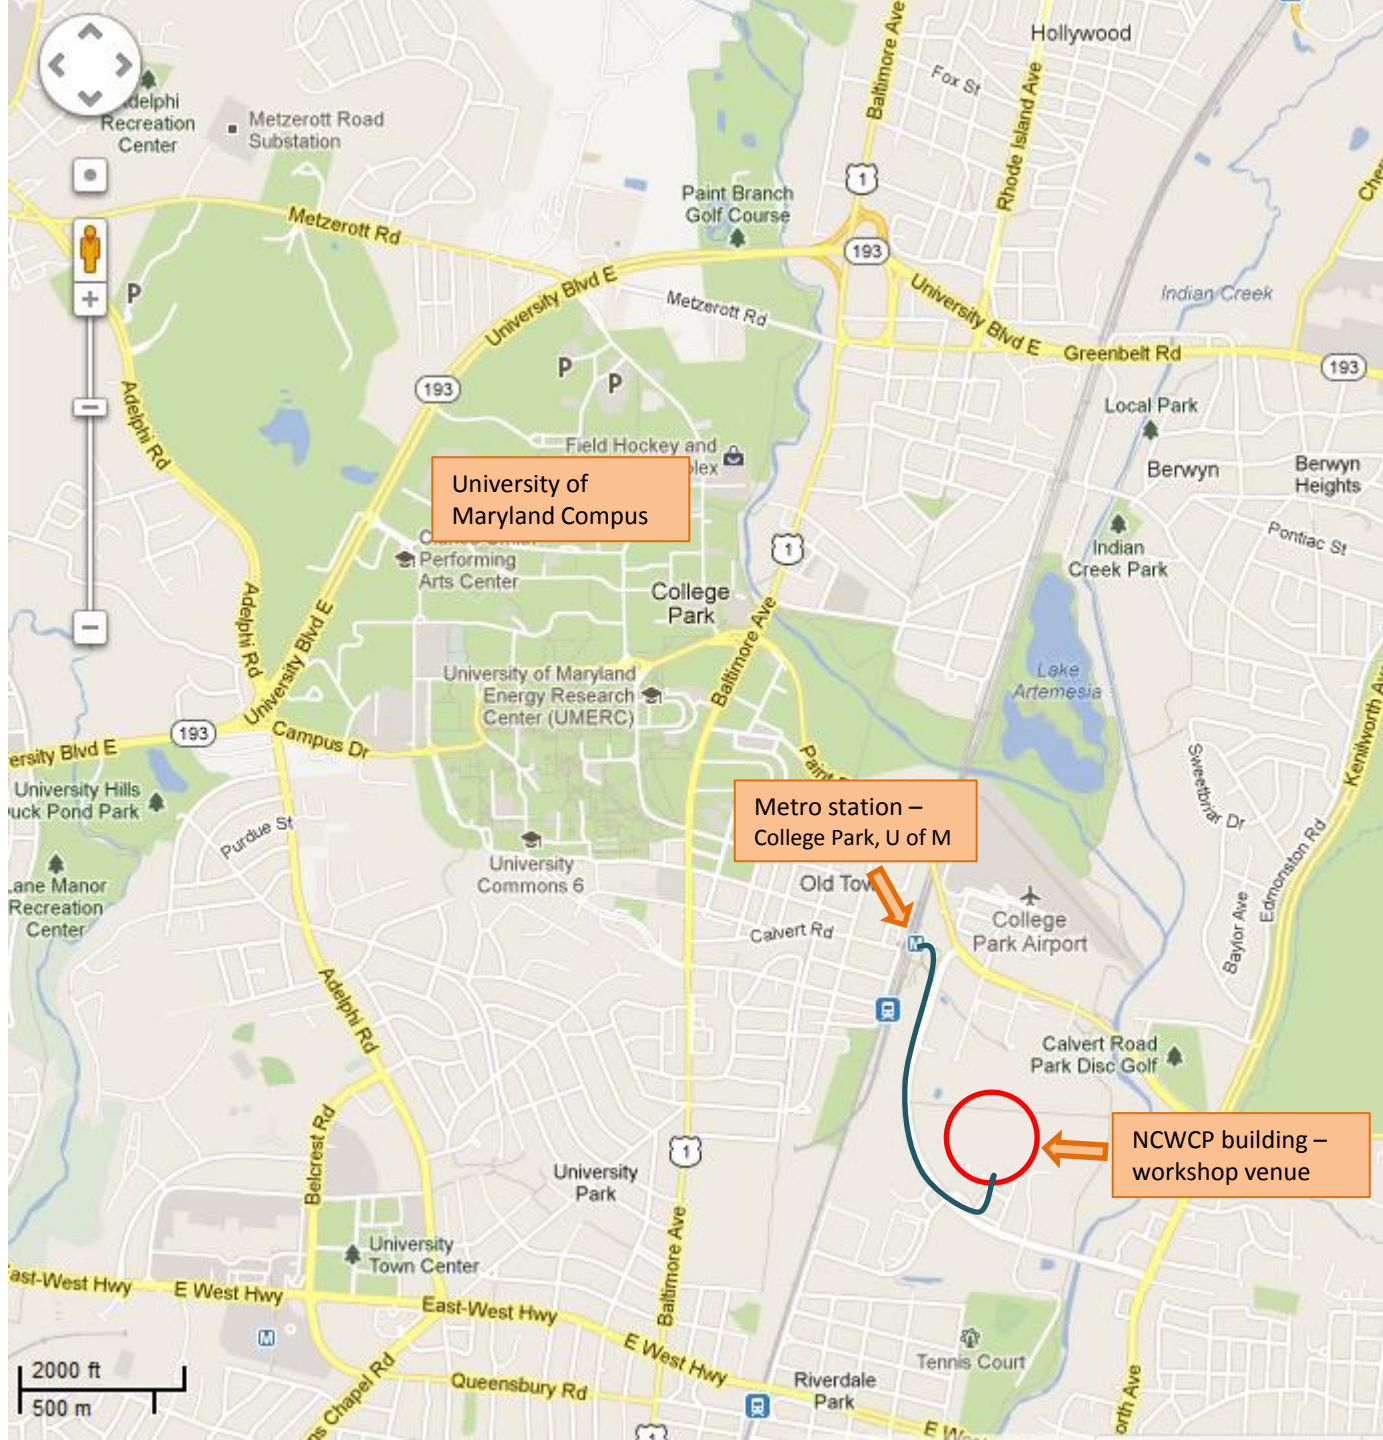 Hollywood
Baltimore Ave
Fox St
Rhode Island Ave
Adelphi
Recreation
Center
Metzerott Road
Substation
1
Paint Branch
Golf Course
Metzerott Rd
193
University Blvd E
Metzerott Rd
University Blvd E
Indian Creek
Greenbelt Rd
193
P
P
P
193
Adelphi Rd
Local Park
Berwyn
Berwyn
Heights
Field Hockey and
University of
Maryland Compus
1
Pontiac St
Indian
Creek Park
Performing
Arts Center
College
Park
Adelphi Rd
University Blvd E
Baltimore Ave
University of Maryland
Energy Research
Center (UMERC)
Lake
Artemesia
Kenilworth Av
193
University Blvd E
Campus Dr
ersity Blvd E
University Hills
uck Pond Park
Paint
Sweetbriar Dr
Metro station –
College Park, U of M
Purdue St
University
Commons 6
Old Tow
Edmonston Rd
Lane Manor
Recreation
Center
Calvert Rd
M
College
Park Airport
Baylor Ave
Adelphi Rd
Calvert Road
Park Disc Golf
Belcrest Rd
NCWCP building –
workshop venue
1
University
Park
Baltimore Ave
University
Town Center
ast-West Hwy
E West Hwy
East-West Hwy
M
E West Hwy
Tennis Court
2000 ft
500 m
ns Chapel Rd
Queensbury Rd
Riverdale
Park
orth Ave
1
E We